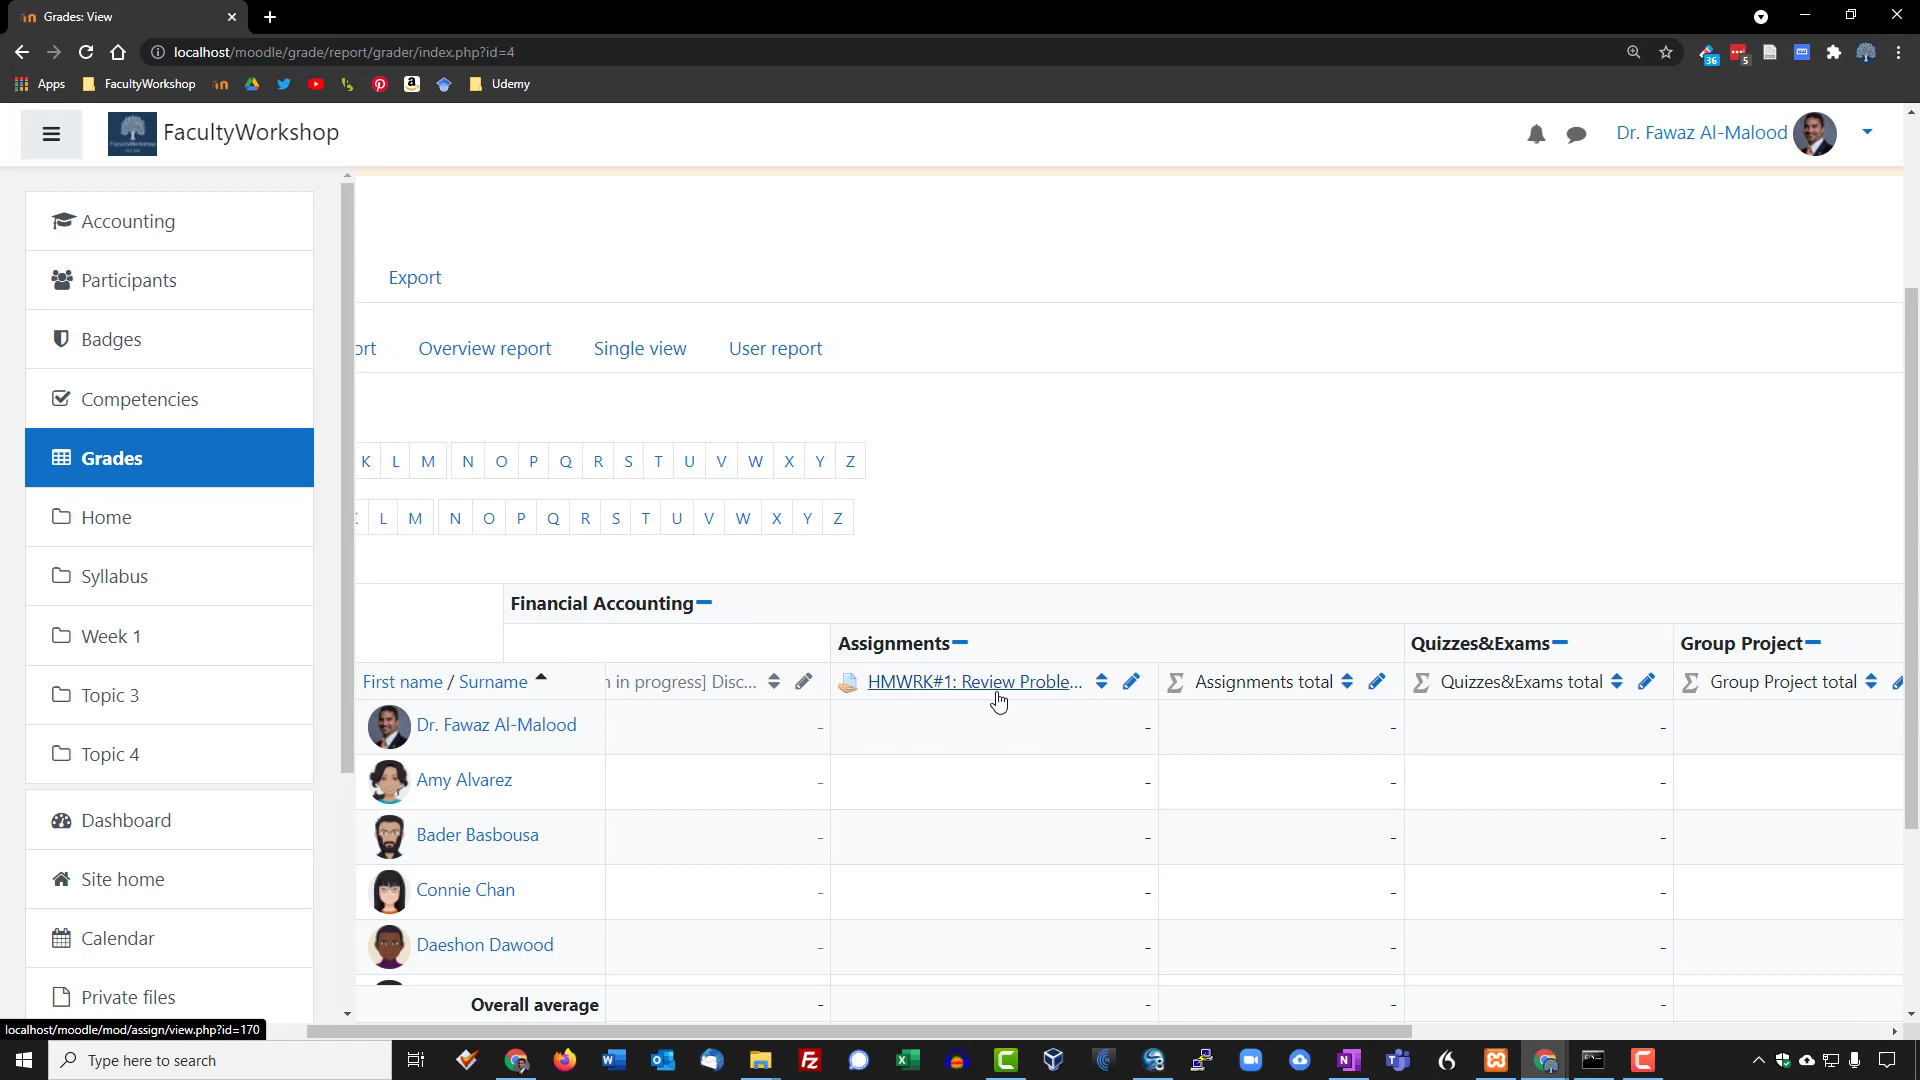 Grades: View
localhost/moodle/grade/report/grader/index.php?id=4
36
5
Apps
FacultyWorkshop
Udemy
FacultyWorkshop
Dr. Fawaz Al-Malood
Accounting
Participants
Badges
Competencies
Grades
Home
Syllabus
Week 1
Topic 3
Topic 4
Dashboard
Site home
Calendar
Private files
Export
ort Overview report Single view User report
K L M N O P Q R S T U V W X Y Z
L M N O P Q R S T U V W X Y Z
Financial Accounting
Assignments Quizzes&Exams Group Project
First name / Surname n in progress] Disc... HMWRK#1: Review Proble... Assignments total Quizzes&Exams total Group Project total
Dr. Fawaz Al-Malood - - - -
Amy Alvarez - - - -
Bader Basbousa - - - -
Connie Chan - - - -
Daeshon Dawood - - - -
Overall average - - - -
localhost/moodle/mod/assign/view.php?id=170
Type here to search